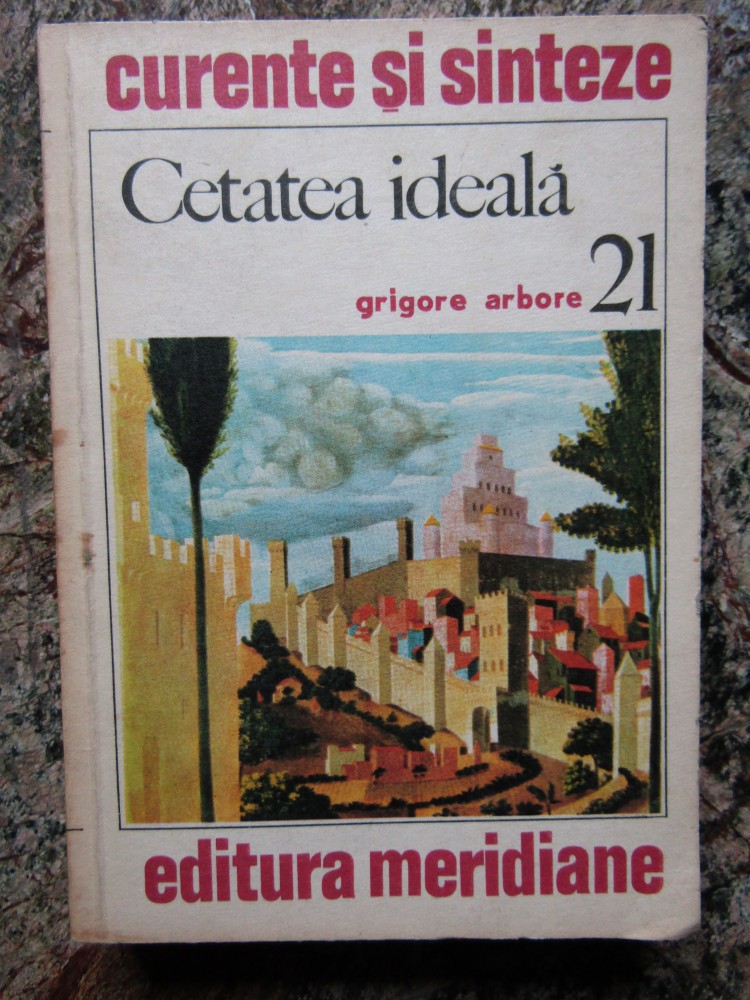 curente și sinteze
Cetatea ideală
grigore arbore 21
editura meridiane